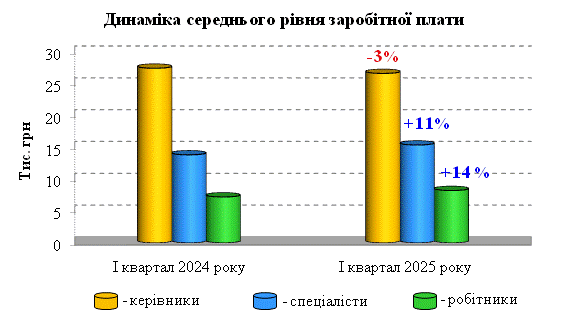 Динаміка середнього рівня заробітної плати
Тис. грн
30
25
20
15
10
5
0
-3%
+11%
+14%
І квартал 2024 року
І квартал 2025 року
- керівники
- спеціалісти
- робітники